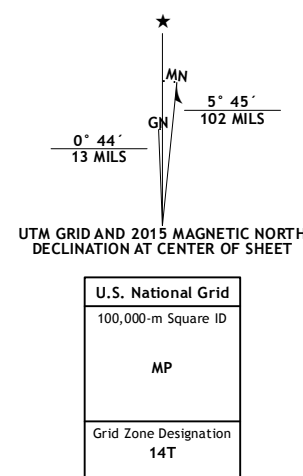 ★
MN
GN
5° 45´
102 MILS
0° 44´
13 MILS
UTM GRID AND 2015 MAGNETIC NORTH
DECLINATION AT CENTER OF SHEET
U.S. National Grid
100,000-m Square ID
MP
Grid Zone Designation
14T